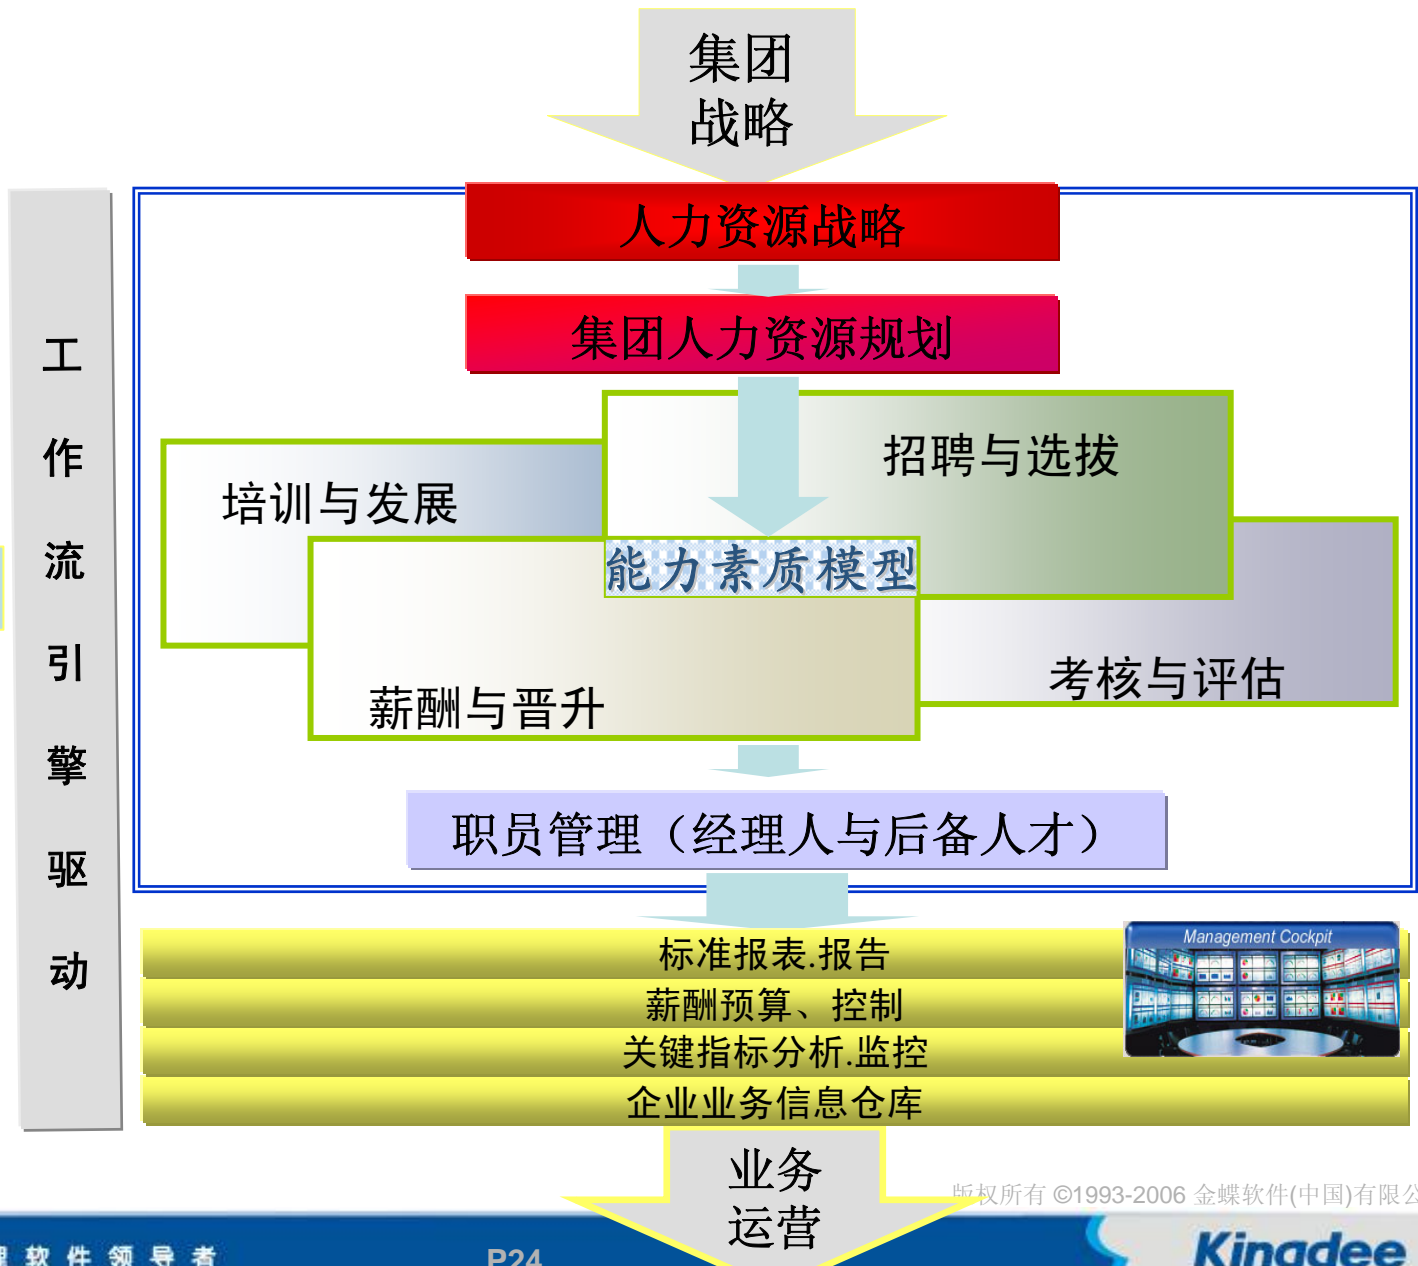 集团
战略
人力资源战略
集团人力资源规划
招聘与选拔
培训与发展
能力素质模型
考核与评估
薪酬与晋升
职员管理（经理人与后备人才）
工
作
流
引
擎
驱
动
标准报表.报告
Management Cockpit
薪酬预算、控制
关键指标分析.监控
企业业务信息仓库
业务
运营
版权所有 ©1993-2006 金蝶软件(中国)有限公
理软件领导者
P24
Kingdee